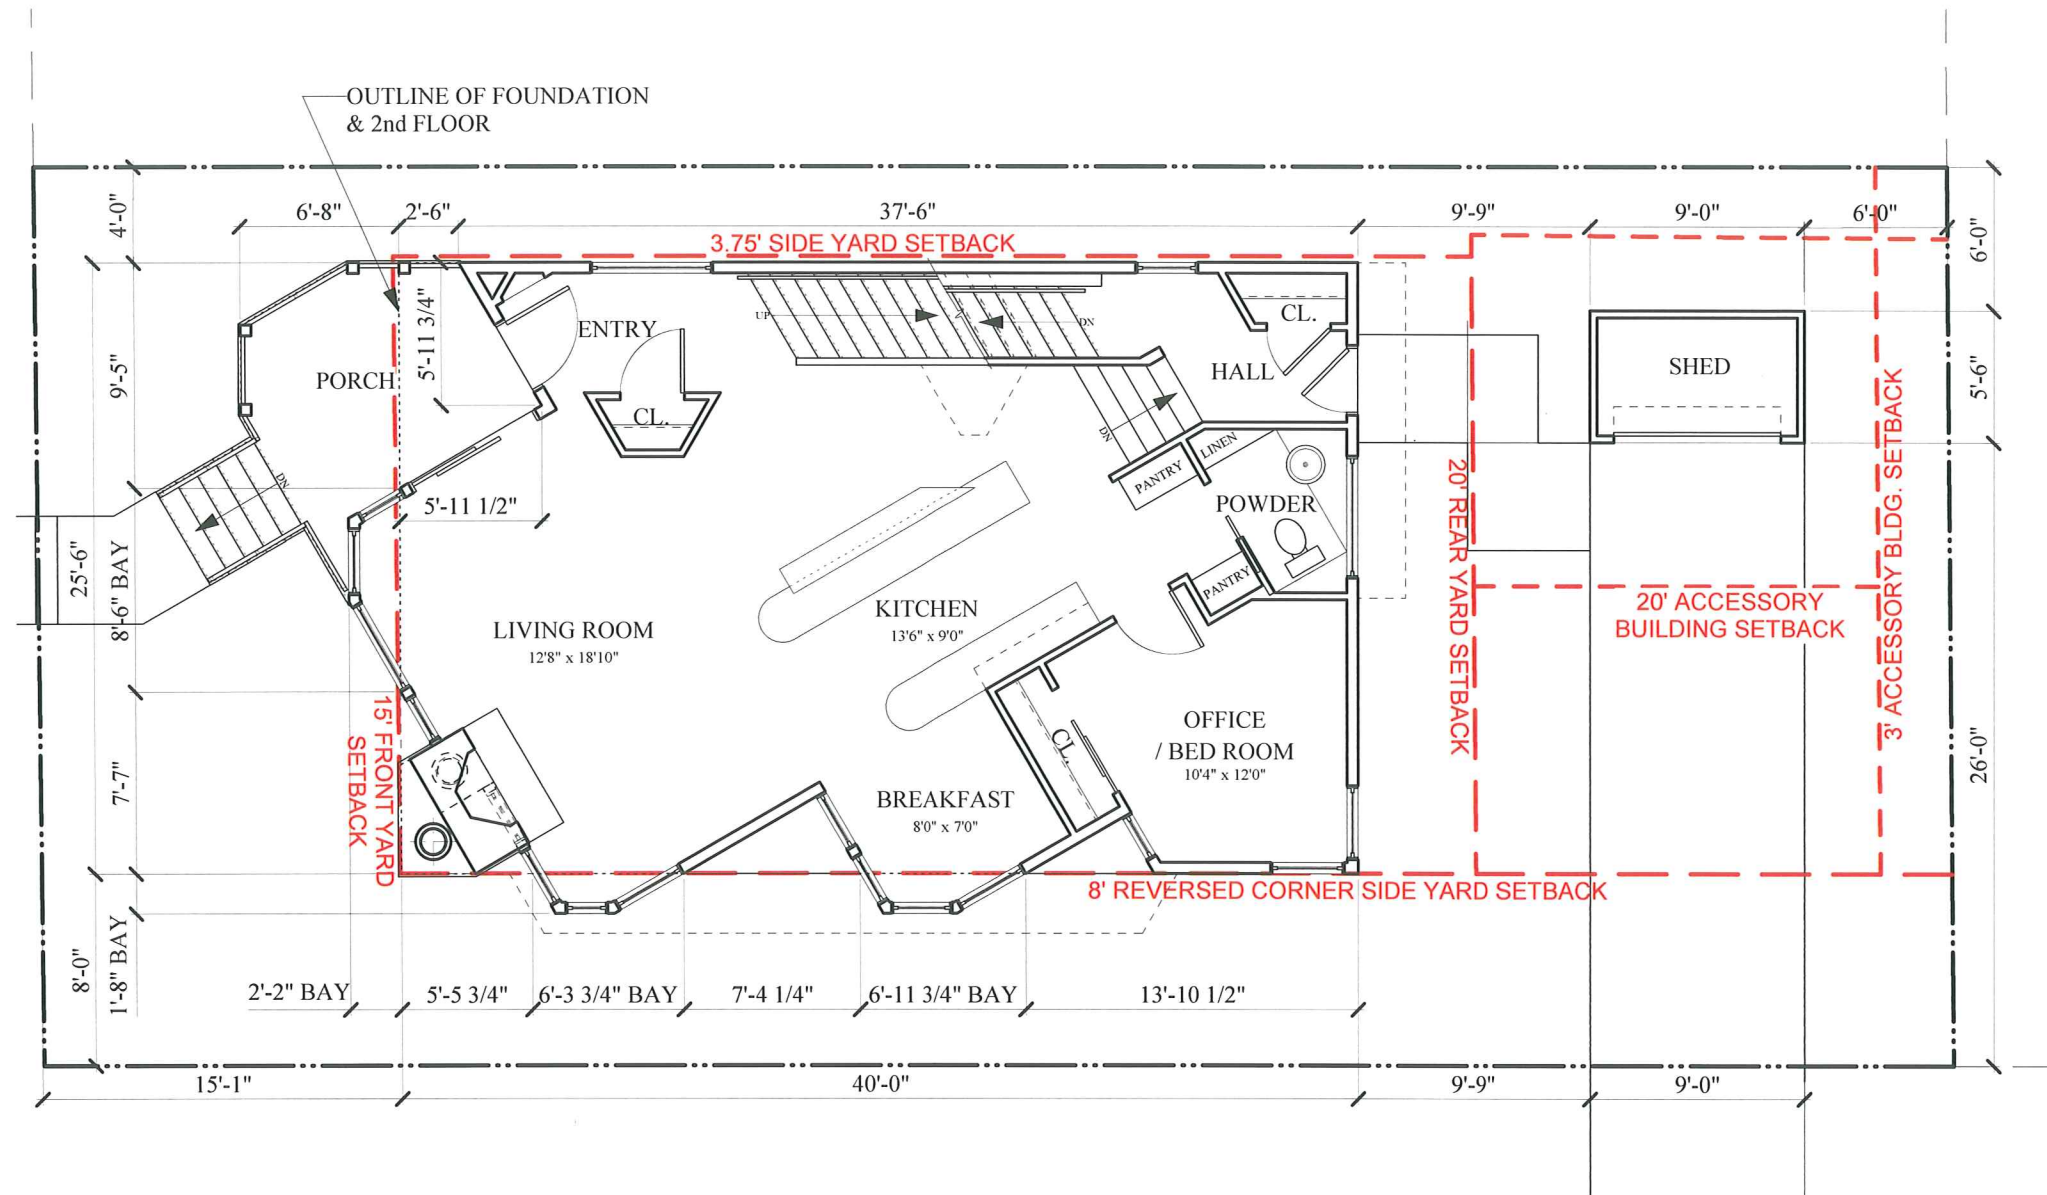 OUTLINE OF FOUNDATION
& 2nd FLOOR
6'-8"
2'-6"
37'-6"
9'-9"
9'-0"
6'-0"
4'-0"
3.75' SIDE YARD SETBACK
6'-0"
9'-5"
5'-11 3/4"
PORCH
ENTRY
CL.
UP
DN
HALL
CL.
SHED
5'-6"
DN
DN
PANTRY
LINEN
POWDER
PANTRY
5'-11 1/2"
25'-6"
8'-6" BAY
LIVING ROOM
12'8" x 18'10"
KITCHEN
13'6" x 9'0"
20' REAR YARD SETBACK
20' ACCESSORY
BUILDING SETBACK
3' ACCESSORY BLDG. SETBACK
15' FRONT YARD
SETBACK
7'-7"
CL.
OFFICE
/ BED ROOM
10'4" x 12'0"
BREAKFAST
8'0" x 7'0"
26'-0"
8' REVERSED CORNER SIDE YARD SETBACK
8'-0"
1'-8" BAY
2'-2" BAY
5'-5 3/4"
6'-3 3/4" BAY
7'-4 1/4"
6'-11 3/4" BAY
13'-10 1/2"
15'-1"
40'-0"
9'-9"
9'-0"